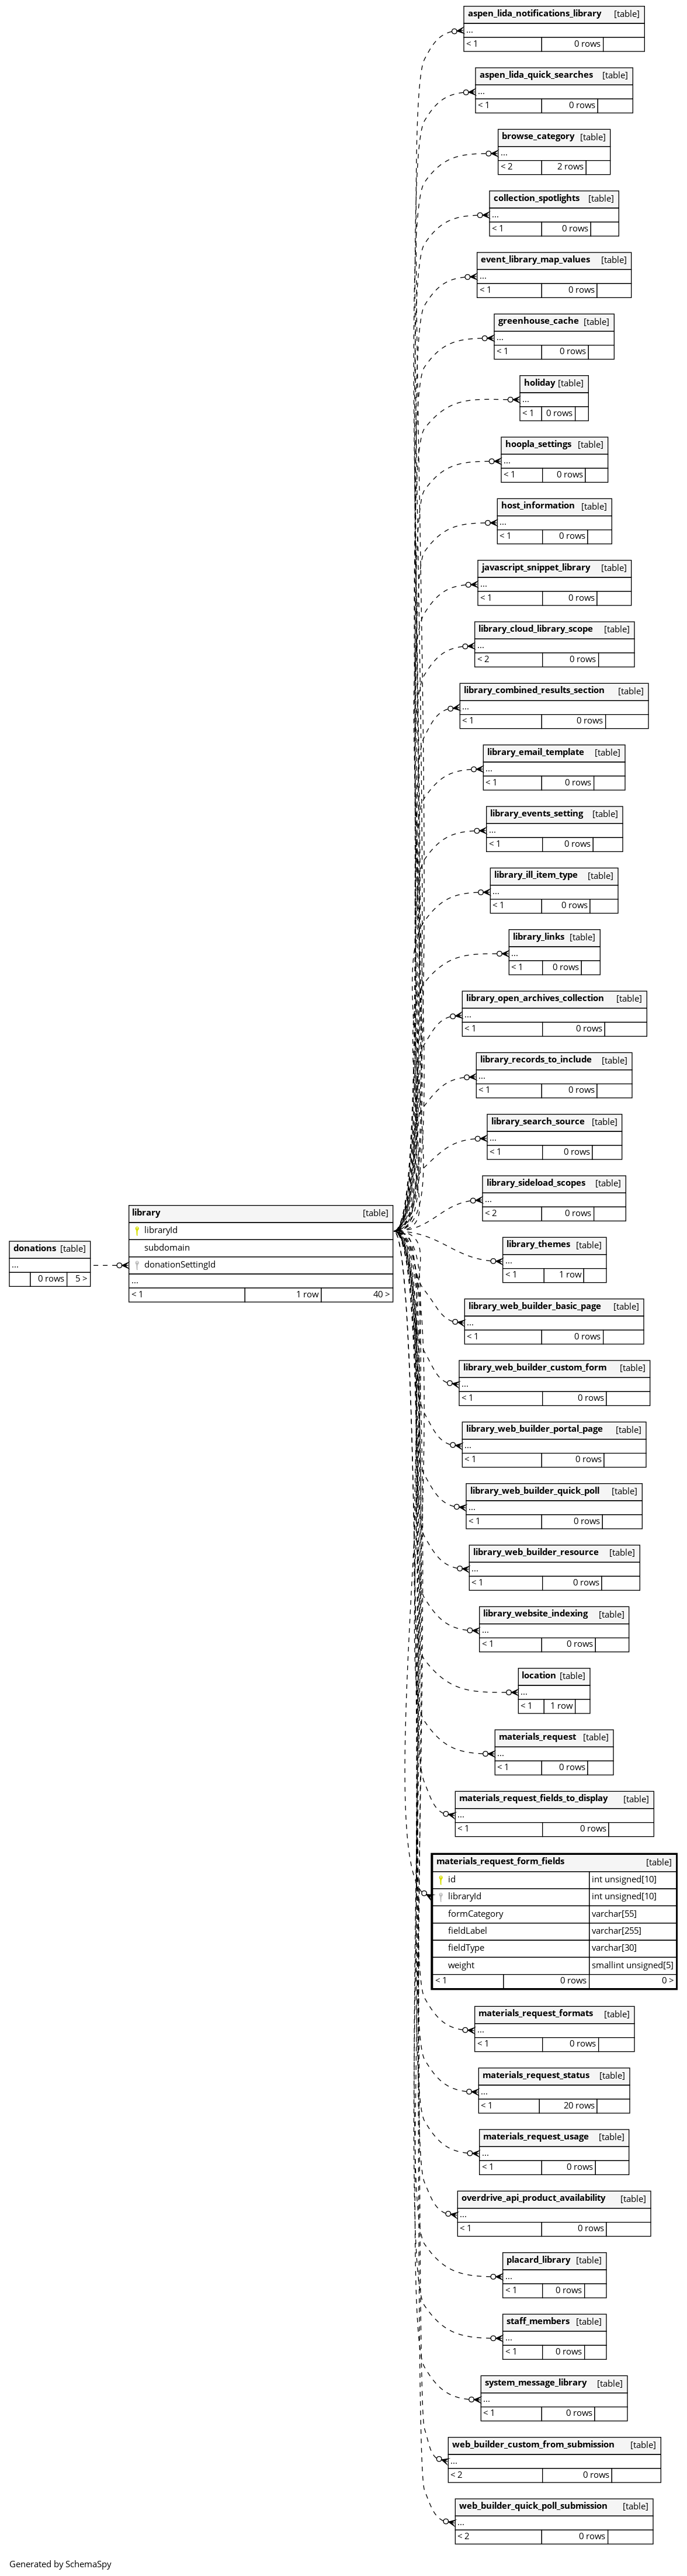 aspen_lida_notifications_library [table]
...
< 1 0 rows
aspen_lida_quick_searches [table]
...
< 1 0 rows
browse_category [table]
...
< 2 2 rows
collection_spotlights [table]
...
< 1 0 rows
event_library_map_values [table]
...
< 1 0 rows
greenhouse_cache [table]
...
< 1 0 rows
holiday [table]
...
< 1 0 rows
hoopla_settings [table]
...
< 1 0 rows
host_information [table]
...
< 1 0 rows
javascript_snippet_library [table]
...
< 1 0 rows
library_cloud_library_scope [table]
...
< 2 0 rows
library_combined_results_section [table]
...
< 1 0 rows
library_email_template [table]
...
< 1 0 rows
library_events_setting [table]
...
< 1 0 rows
library_ill_item_type [table]
...
< 1 0 rows
library_links [table]
...
< 1 0 rows
library_open_archives_collection [table]
...
< 1 0 rows
library_records_to_include [table]
...
< 1 0 rows
library_search_source [table]
...
< 1 0 rows
library_sideload_scopes [table]
...
< 2 0 rows
library [table]
libraryId
subdomain
donationSettingId
...
< 1 1 row 40 >
donations [table]
...
0 rows 5 >
library_themes [table]
...
< 1 1 row
library_web_builder_basic_page [table]
...
< 1 0 rows
library_web_builder_custom_form [table]
...
< 1 0 rows
library_web_builder_portal_page [table]
...
< 1 0 rows
library_web_builder_quick_poll [table]
...
< 1 0 rows
library_web_builder_resource [table]
...
< 1 0 rows
library_website_indexing [table]
...
< 1 0 rows
location [table]
...
< 1 1 row
materials_request [table]
...
< 1 0 rows
materials_request_fields_to_display [table]
...
< 1 0 rows
materials_request_form_fields [table]
id int unsigned[10]
libraryId int unsigned[10]
formCategory varchar[55]
fieldLabel varchar[255]
fieldType varchar[30]
weight smallint unsigned[5]
< 1 0 rows 0 >
materials_request_formats [table]
...
< 1 0 rows
materials_request_status [table]
...
< 1 20 rows
materials_request_usage [table]
...
< 1 0 rows
overdrive_api_product_availability [table]
...
< 1 0 rows
placard_library [table]
...
< 1 0 rows
staff_members [table]
...
< 1 0 rows
system_message_library [table]
...
< 1 0 rows
web_builder_custom_from_submission [table]
...
< 2 0 rows
web_builder_quick_poll_submission [table]
...
< 2 0 rows
Generated by SchemaSpy